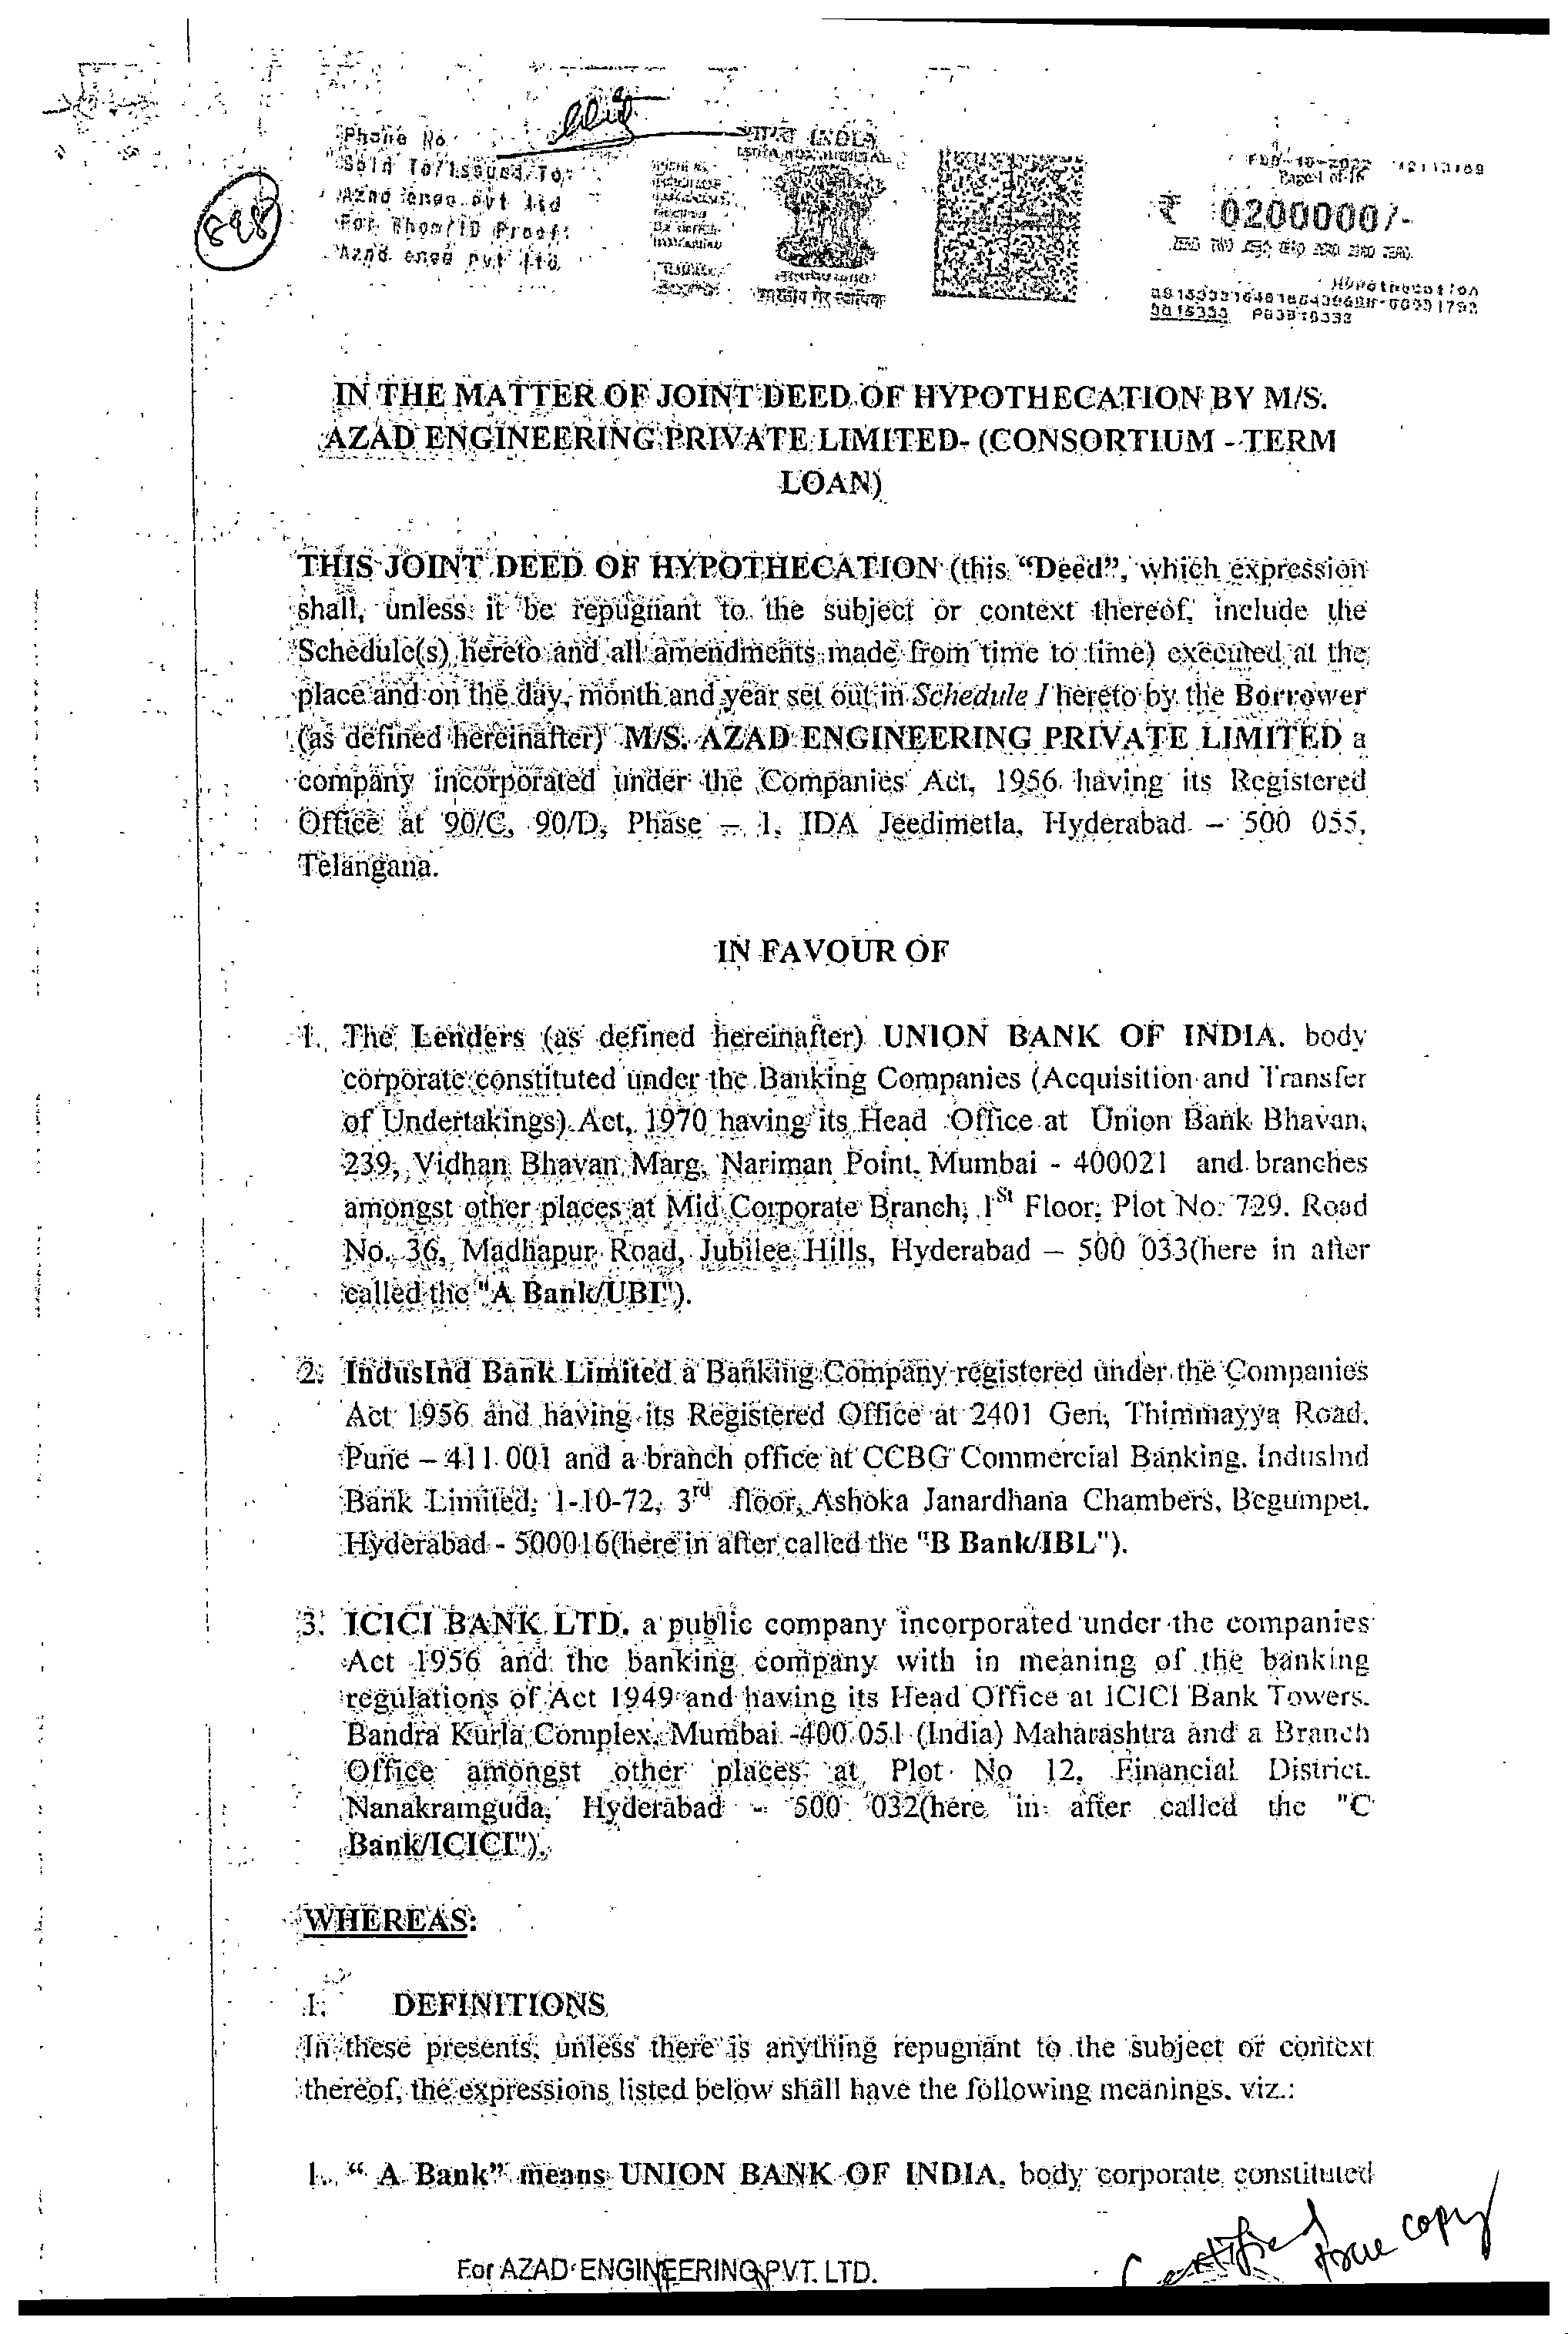 Phone No
Sold To/Issued To:
Azad engg pvt ltd
For Whom/ID Proof:
Azad engg pvt ltd
898
भारत INDIA
INDIA NON JUDICIAL
FEB-16-2022 12:13:09
Page 1 of 16
₹ 0200000/-
Hypothecation
IN THE MATTER OF JOINT DEED OF HYPOTHECATION BY M/S.
AZAD ENGINEERING PRIVATE LIMITED- (CONSORTIUM - TERM
LOAN)
THIS JOINT DEED OF HYPOTHECATION (this "Deed", which expression
shall, unless it be repugnant to the subject or context thereof, include the
Schedule(s) hereto and all amendments made from time to time) executed at the
place and on the day, month and year set out in Schedule I hereto by the Borrower
(as defined hereinafter) M/S. AZAD ENGINEERING PRIVATE LIMITED a
company incorporated under the Companies Act, 1956 having its Registered
Office at 90/C, 90/D, Phase – 1, IDA Jeedimetla, Hyderabad – 500 055,
Telangana.
IN FAVOUR OF
1. The Lenders (as defined hereinafter) UNION BANK OF INDIA, body
corporate constituted under the Banking Companies (Acquisition and Transfer
of Undertakings) Act, 1970 having its Head Office at Union Bank Bhavan,
239, Vidhan Bhavan Marg, Nariman Point, Mumbai - 400021 and branches
amongst other places at Mid Corporate Branch, 1St Floor, Plot No. 729, Road
No. 36, Madhapur Road, Jubilee Hills, Hyderabad – 500 033(here in after
called the "A Bank/UBI").
2. IndusInd Bank Limited a Banking Company registered under the Companies
Act 1956 and having its Registered Office at 2401 Gen, Thimmayya Road,
Pune – 411 001 and a branch office at CCBG Commercial Banking, IndusInd
Bank Limited, 1-10-72, 3rd floor, Ashoka Janardhana Chambers, Begumpet,
Hyderabad - 500016(here in after called the "B Bank/IBL").
3. ICICI BANK LTD. a public company incorporated under the companies
Act 1956 and the banking company with in meaning of the banking
regulations of Act 1949 and having its Head Office at ICICI Bank Towers,
Bandra Kurla Complex, Mumbai -400 051 (India) Maharashtra and a Branch
Office amongst other places at Plot No 12, Financial District,
Nanakramguda, Hyderabad - 500 032(here in after called the "C
Bank/ICICI").
WHEREAS:
1. DEFINITIONS
In these presents, unless there is anything repugnant to the subject or context
thereof, the expressions listed below shall have the following meanings, viz.:
1. " A Bank" means UNION BANK OF INDIA, body corporate constituted
For AZAD ENGINEERING PVT. LTD.
Certified true copy